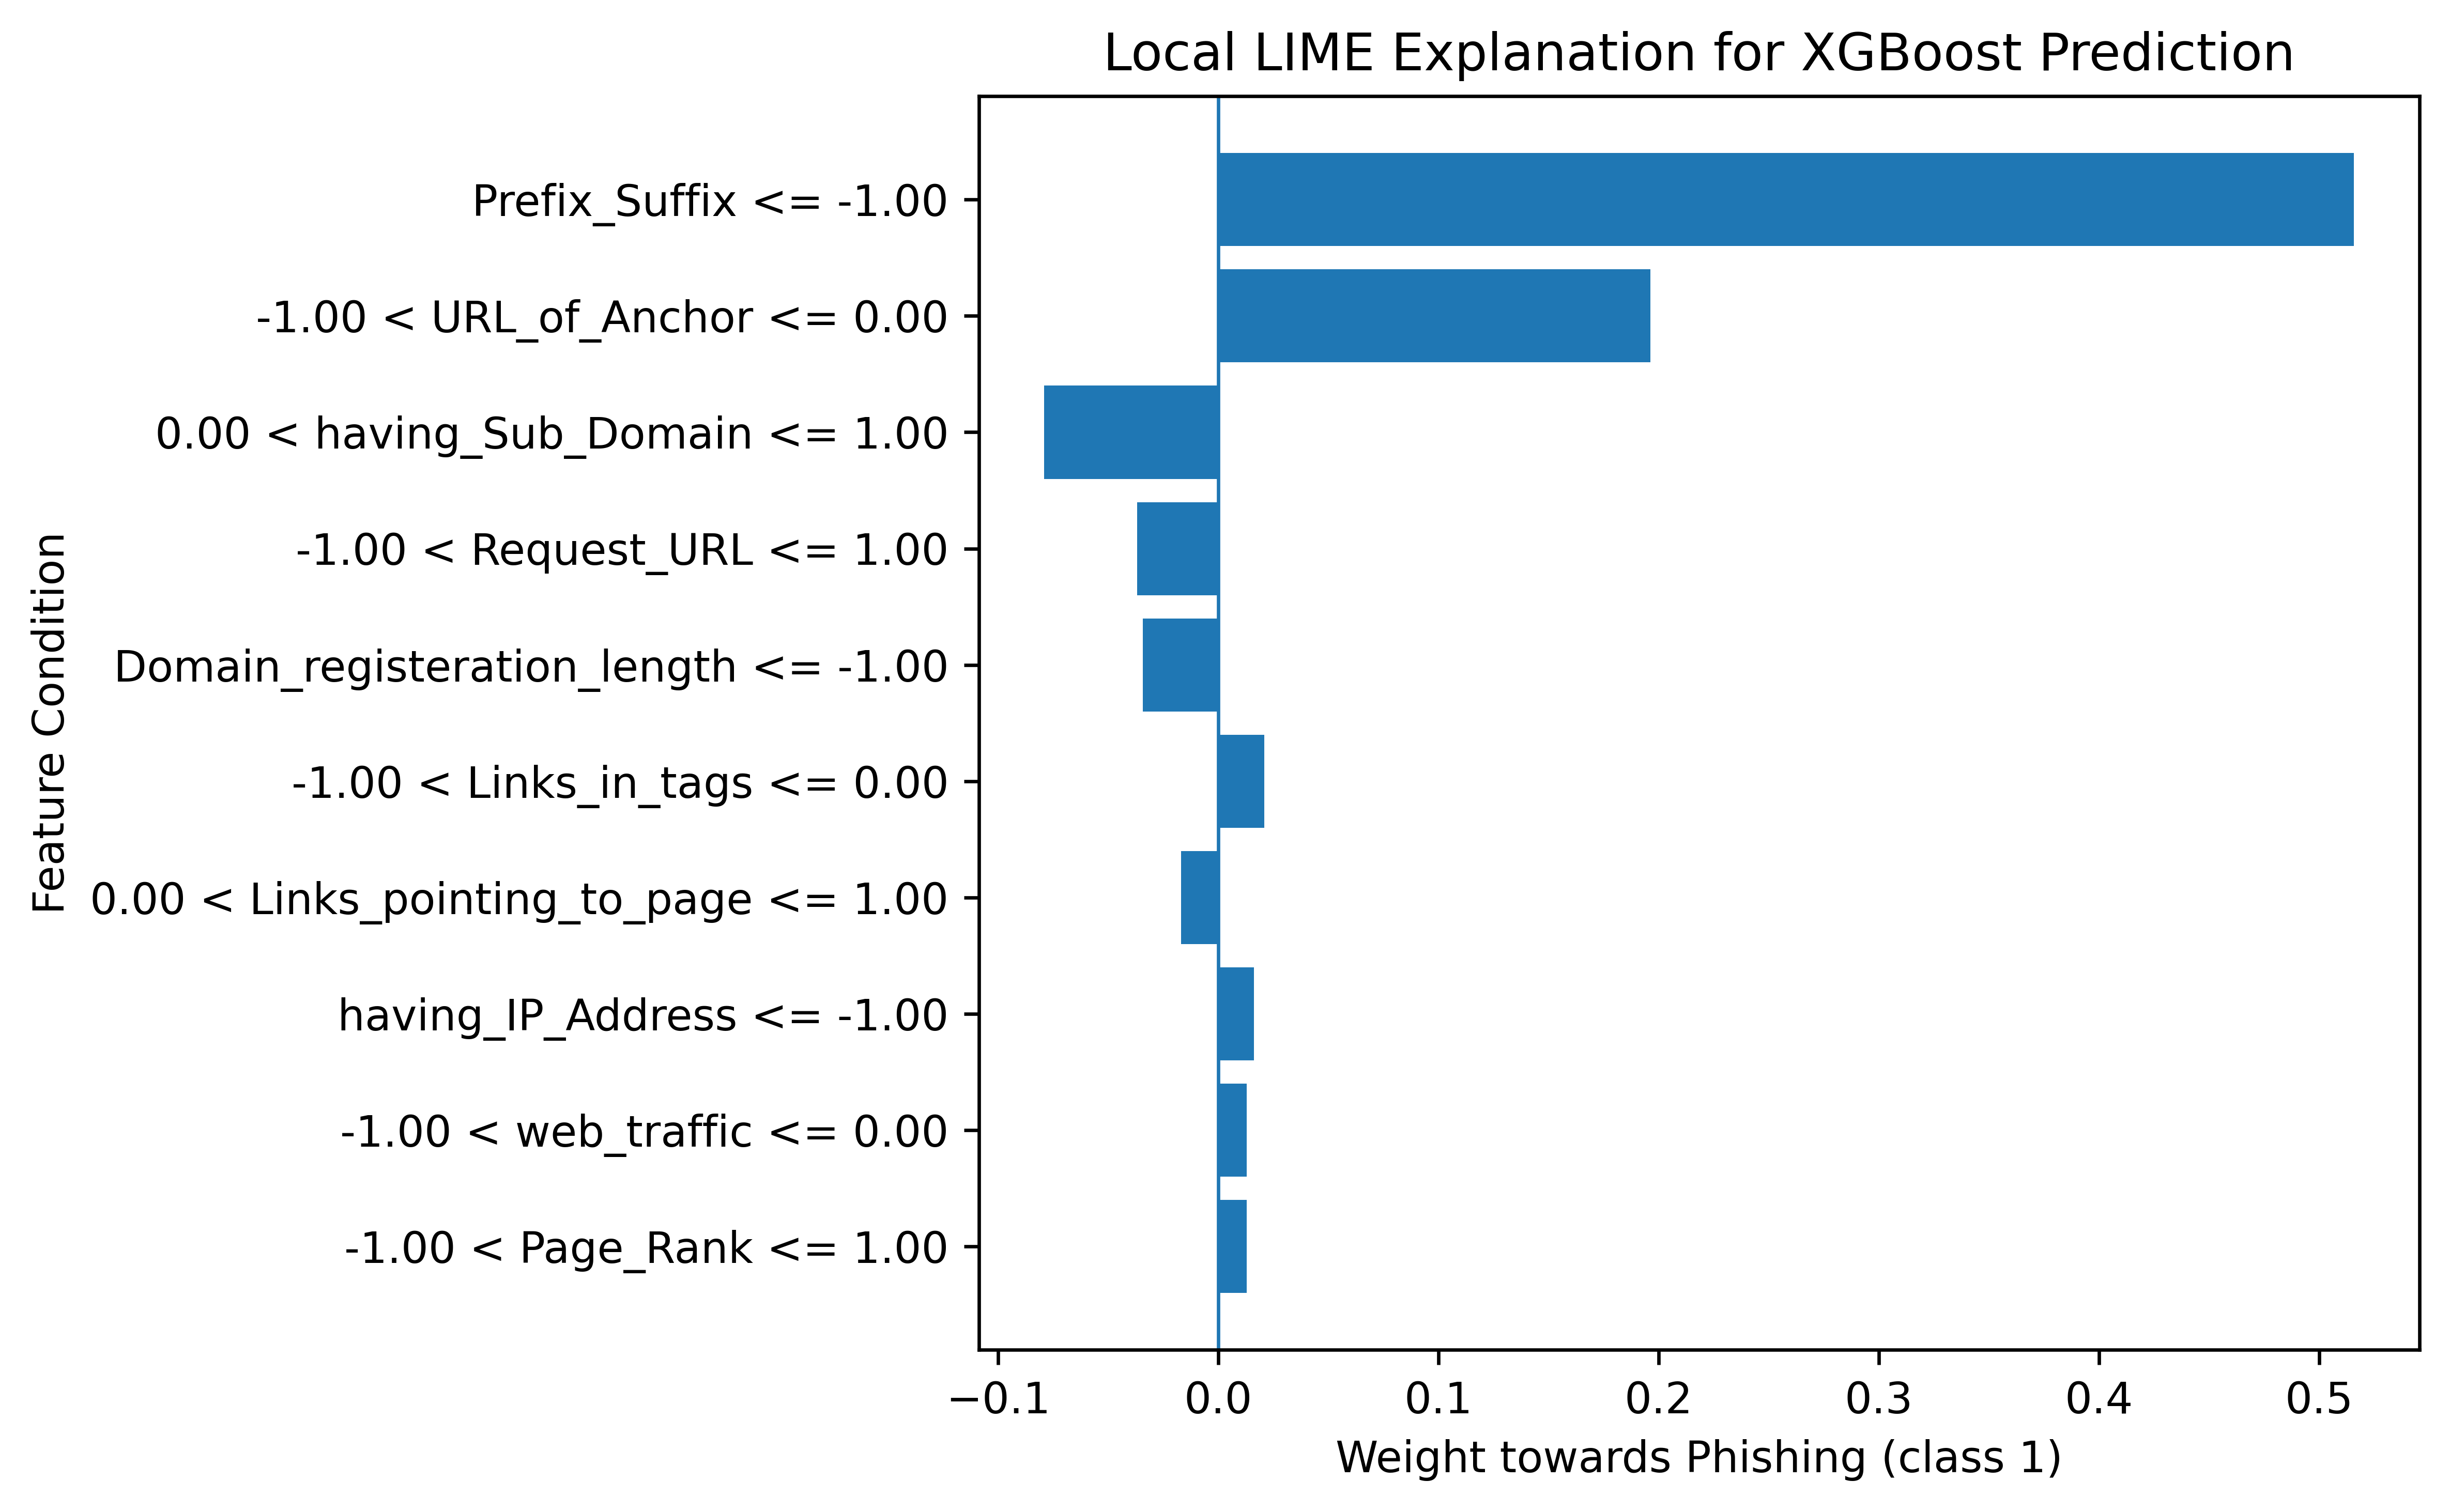 Local LIME Explanation for XGBoost Prediction
Feature Condition
Prefix_Suffix <= -1.00
-1.00 < URL_of_Anchor <= 0.00
0.00 < having_Sub_Domain <= 1.00
-1.00 < Request_URL <= 1.00
Domain_registeration_length <= -1.00
-1.00 < Links_in_tags <= 0.00
0.00 < Links_pointing_to_page <= 1.00
having_IP_Address <= -1.00
-1.00 < web_traffic <= 0.00
-1.00 < Page_Rank <= 1.00
−0.1 0.0 0.1 0.2 0.3 0.4 0.5
Weight towards Phishing (class 1)